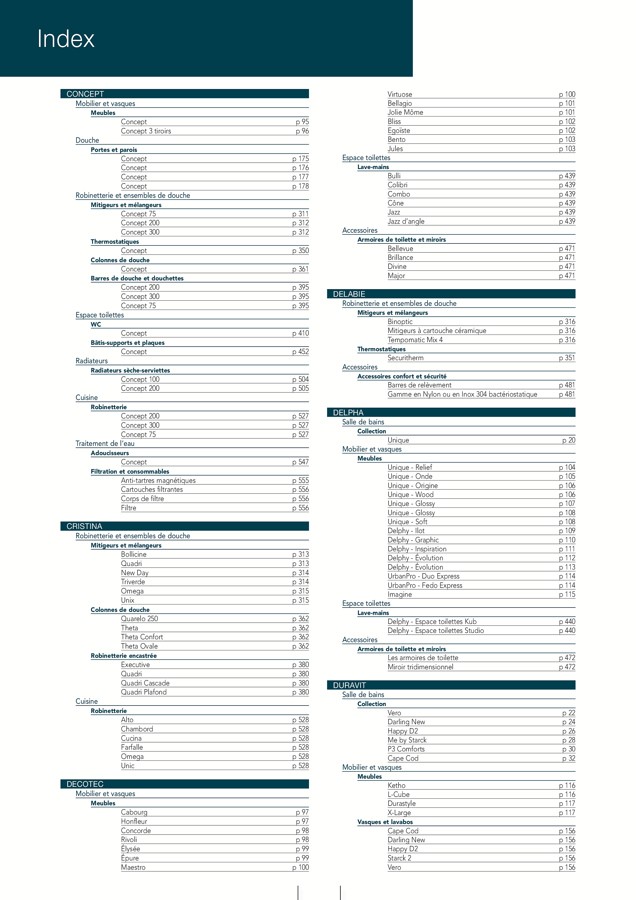 Index
CONCEPT
Mobilier et vasques
Meubles
Concept p 95
Concept 3 tiroirs p 96
Douche
Portes et parois
Concept p 175
Concept p 176
Concept p 177
Concept p 178
Robinetterie et ensembles de douche
Mitigeurs et mélangeurs
Concept 75 p 311
Concept 200 p 312
Concept 300 p 312
Thermostatiques
Concept p 350
Colonnes de douche
Concept p 361
Barres de douche et douchettes
Concept 200 p 395
Concept 300 p 395
Concept 75 p 395
Espace toilettes
WC
Concept p 410
Bâtis-supports et plaques
Concept p 452
Radiateurs
Radiateurs sèche-serviettes
Concept 100 p 504
Concept 200 p 505
Cuisine
Robinetterie
Concept 200 p 527
Concept 300 p 527
Concept 75 p 527
Traitement de l'eau
Adoucisseurs
Concept p 547
Filtration et consommables
Anti-tartres magnétiques p 555
Cartouches filtrantes p 556
Corps de filtre p 556
Filtre p 556
CRISTINA
Robinetterie et ensembles de douche
Mitigeurs et mélangeurs
Bollicine p 313
Quadri p 313
New Day p 314
Triverde p 314
Omega p 315
Unix p 315
Colonnes de douche
Quarelo 250 p 362
Theta p 362
Theta Confort p 362
Theta Ovale p 362
Robinetterie encastrée
Executive p 380
Quadri p 380
Quadri Cascade p 380
Quadri Plafond p 380
Cuisine
Robinetterie
Alto p 528
Chambord p 528
Cucina p 528
Farfalle p 528
Omega p 528
Unic p 528
DECOTEC
Mobilier et vasques
Meubles
Cabourg p 97
Honfleur p 97
Concorde p 98
Rivoli p 98
Élysée p 99
Épure p 99
Maestro p 100
Virtuose p 100
Bellagio p 101
Jolie Môme p 101
Bliss p 102
Egoïste p 102
Bento p 103
Jules p 103
Espace toilettes
Lave-mains
Bulli p 439
Colibri p 439
Combo p 439
Cône p 439
Jazz p 439
Jazz d'angle p 439
Accessoires
Armoires de toilette et miroirs
Bellevue p 471
Brillance p 471
Divine p 471
Major p 471
DELABIE
Robinetterie et ensembles de douche
Mitigeurs et mélangeurs
Binoptic p 316
Mitigeurs à cartouche céramique p 316
Tempomatic Mix 4 p 316
Thermostatiques
Securitherm p 351
Accessoires
Accessoires confort et sécurité
Barres de relèvement p 481
Gamme en Nylon ou en Inox 304 bactériostatique p 481
DELPHA
Salle de bains
Collection
Unique p 20
Mobilier et vasques
Meubles
Unique - Relief p 104
Unique - Onde p 105
Unique - Origine p 106
Unique - Wood p 106
Unique - Glossy p 107
Unique - Glossy p 108
Unique - Soft p 108
Delphy - Ilot p 109
Delphy - Graphic p 110
Delphy - Inspiration p 111
Delphy - Évolution p 112
Delphy - Évolution p 113
UrbanPro - Duo Express p 114
UrbanPro - Fedo Express p 114
Imagine p 115
Espace toilettes
Lave-mains
Delphy - Espace toilettes Kub p 440
Delphy - Espace toilettes Studio p 440
Accessoires
Armoires de toilette et miroirs
Les armoires de toilette p 472
Miroir tridimensionnel p 472
DURAVIT
Salle de bains
Collection
Vero p 22
Darling New p 24
Happy D2 p 26
Me by Starck p 28
P3 Comforts p 30
Cape Cod p 32
Mobilier et vasques
Meubles
Ketho p 116
L-Cube p 116
Durastyle p 117
X-Large p 117
Vasques et lavabos
Cape Cod p 156
Darling New p 156
Happy D2 p 156
Starck 2 p 156
Vero p 156